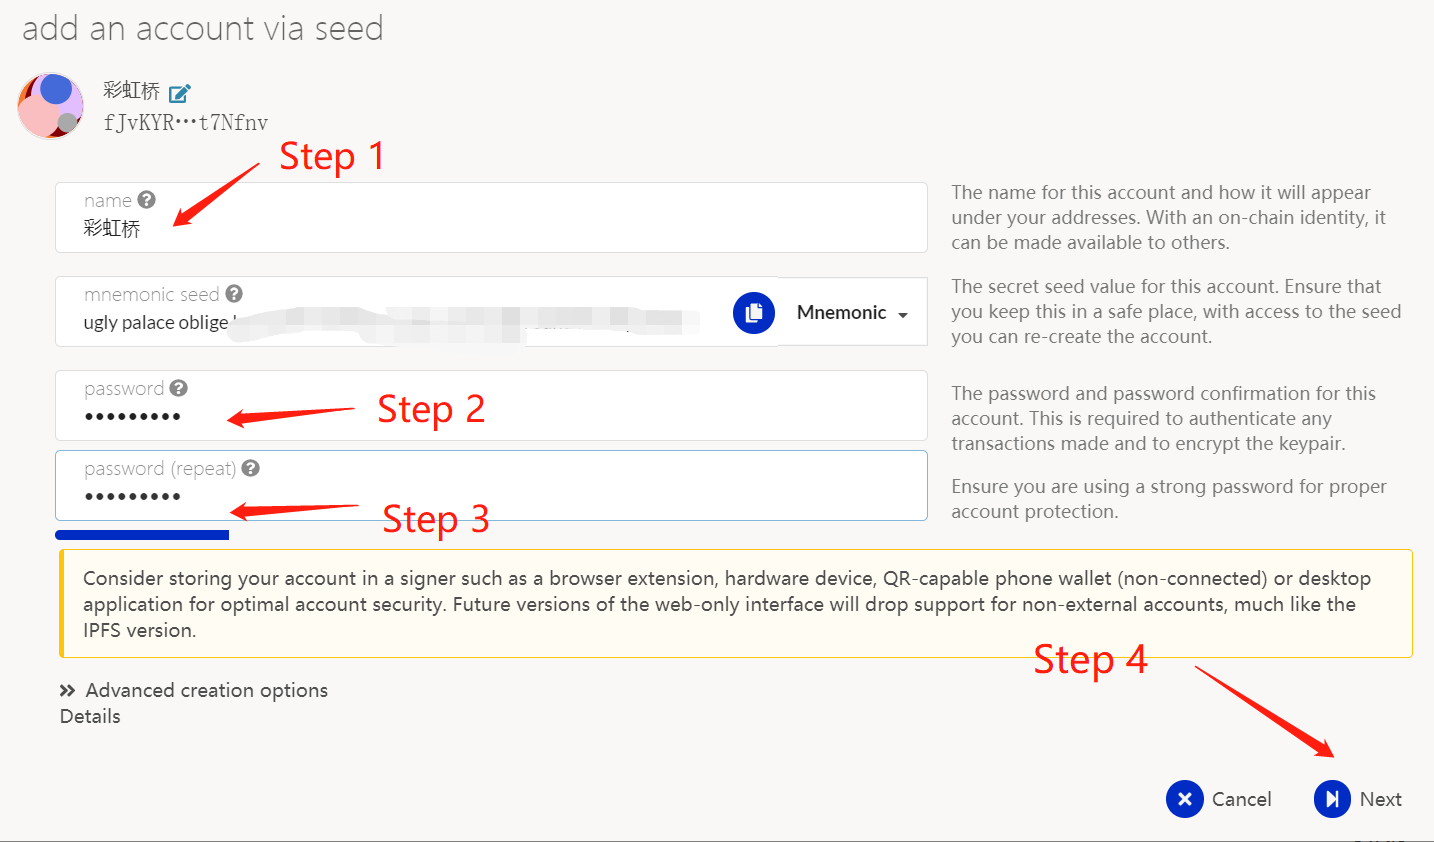 add an account via seed
彩虹桥
fJvKYR···t7Nfnv
Step 1
name
彩虹桥
The name for this account and how it will appear
under your addresses. With an on-chain identity, it
can be made available to others.
mnemonic seed
ugly palace oblige
Mnemonic
The secret seed value for this account. Ensure that
you keep this in a safe place, with access to the seed
you can re-create the account.
password
•••••••••
Step 2
The password and password confirmation for this
account. This is required to authenticate any
transactions made and to encrypt the keypair.
password (repeat)
•••••••••
Step 3
Ensure you are using a strong password for proper
account protection.
Consider storing your account in a signer such as a browser extension, hardware device, QR-capable phone wallet (non-connected) or desktop
application for optimal account security. Future versions of the web-only interface will drop support for non-external accounts, much like the
IPFS version.
Step 4
Advanced creation options
Details
Cancel
Next